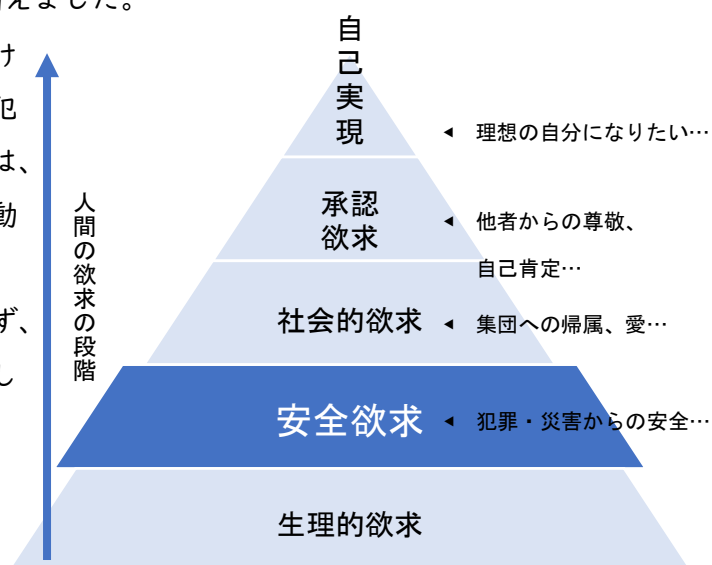 えました。
け
犯
は、
動
ず、
し
人間の欲求の段階
自己実現
◀ 理想の自分になりたい…
承認
欲求
◀ 他者からの尊敬、
自己肯定…
社会的欲求
◀ 集団への帰属、愛…
安全欲求
◀ 犯罪・災害からの安全…
生理的欲求